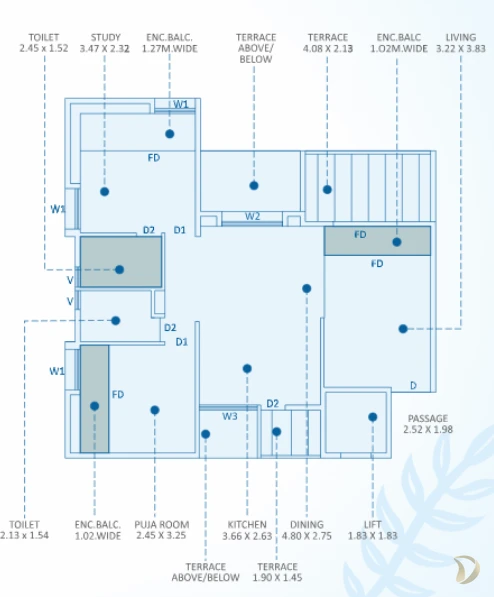 TOILET
2.45 x 1.52
STUDY
3.47 X 2.32
ENC.BALC.
1.27M.WIDE
TERRACE
ABOVE/
BELOW
TERRACE
4.08 X 2.13
ENC.BALC
1.O2M.WIDE
LIVING
3.22 X 3.83
W1
FD
W1
W2
D2
D1
FD
FD
V
V
D2
D1
W1
FD
D
D2
W3
PASSAGE
2.52 X 1.98
TOILET
2.13 x 1.54
ENC.BALC.
1.02.WIDE
PUJA ROOM
2.45 X 3.25
KITCHEN
3.66 X 2.63
DINING
4.80 X 2.75
LIFT
1.83 X 1.83
TERRACE
ABOVE/BELOW
TERRACE
1.90 X 1.45